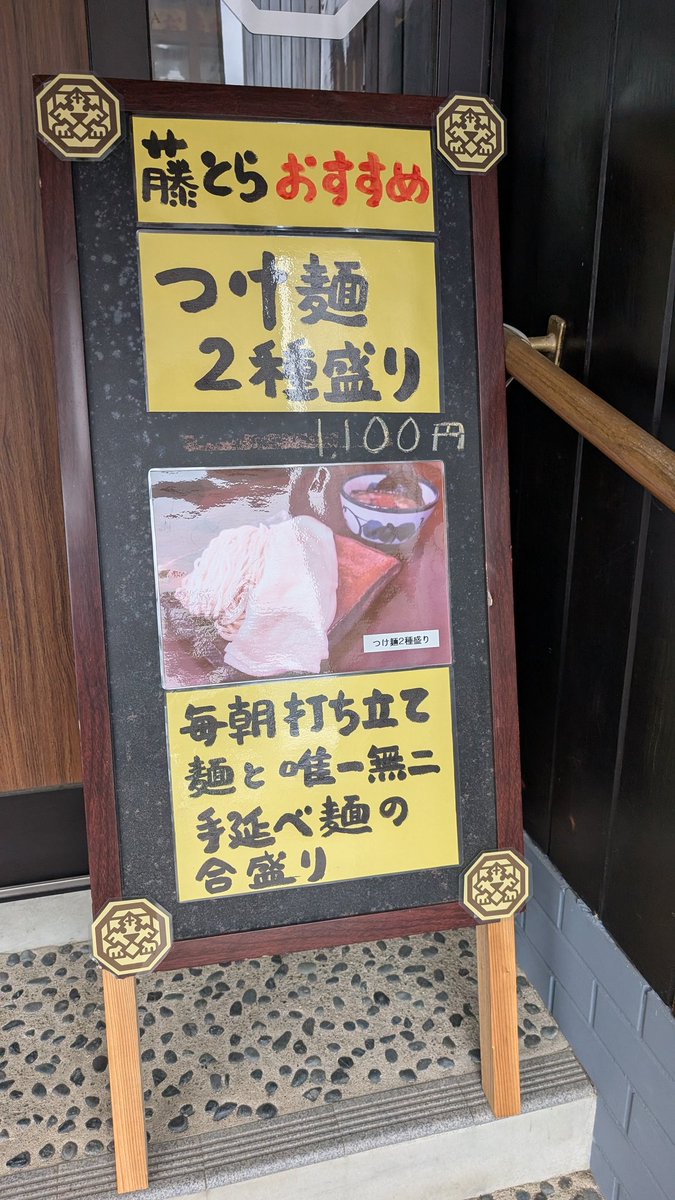 藤とら おすすめ
つけ麺
２種盛り
1,100円
つけ麺2種盛り
毎朝打ち立て
麺と唯一無二
手延べ麺の
合盛り